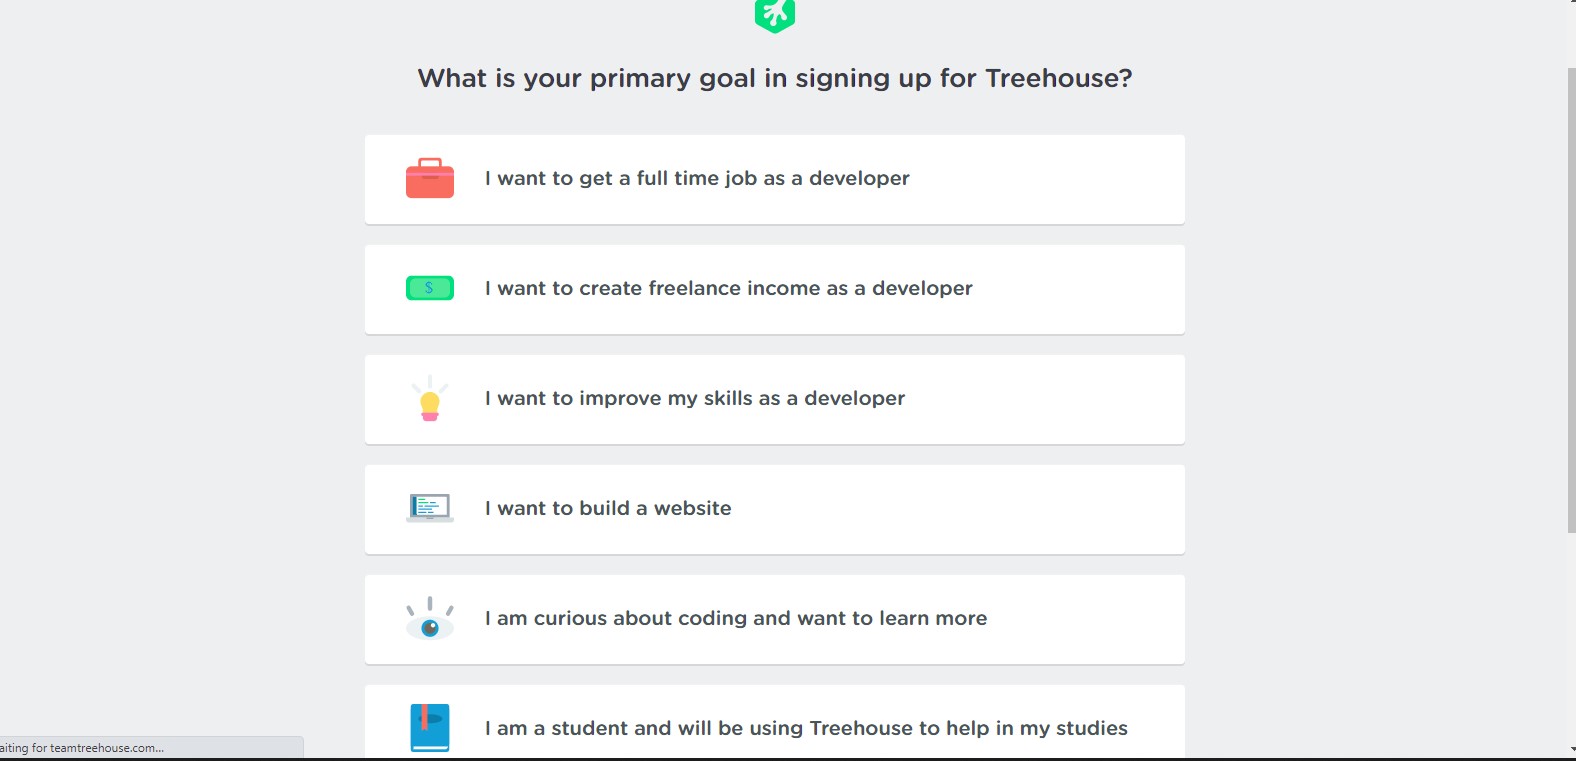 What is your primary goal in signing up for Treehouse?
I want to get a full time job as a developer
$
I want to create freelance income as a developer
I want to improve my skills as a developer
I want to build a website
I am curious about coding and want to learn more
I am a student and will be using Treehouse to help in my studies
aiting for teamtreehouse.com...